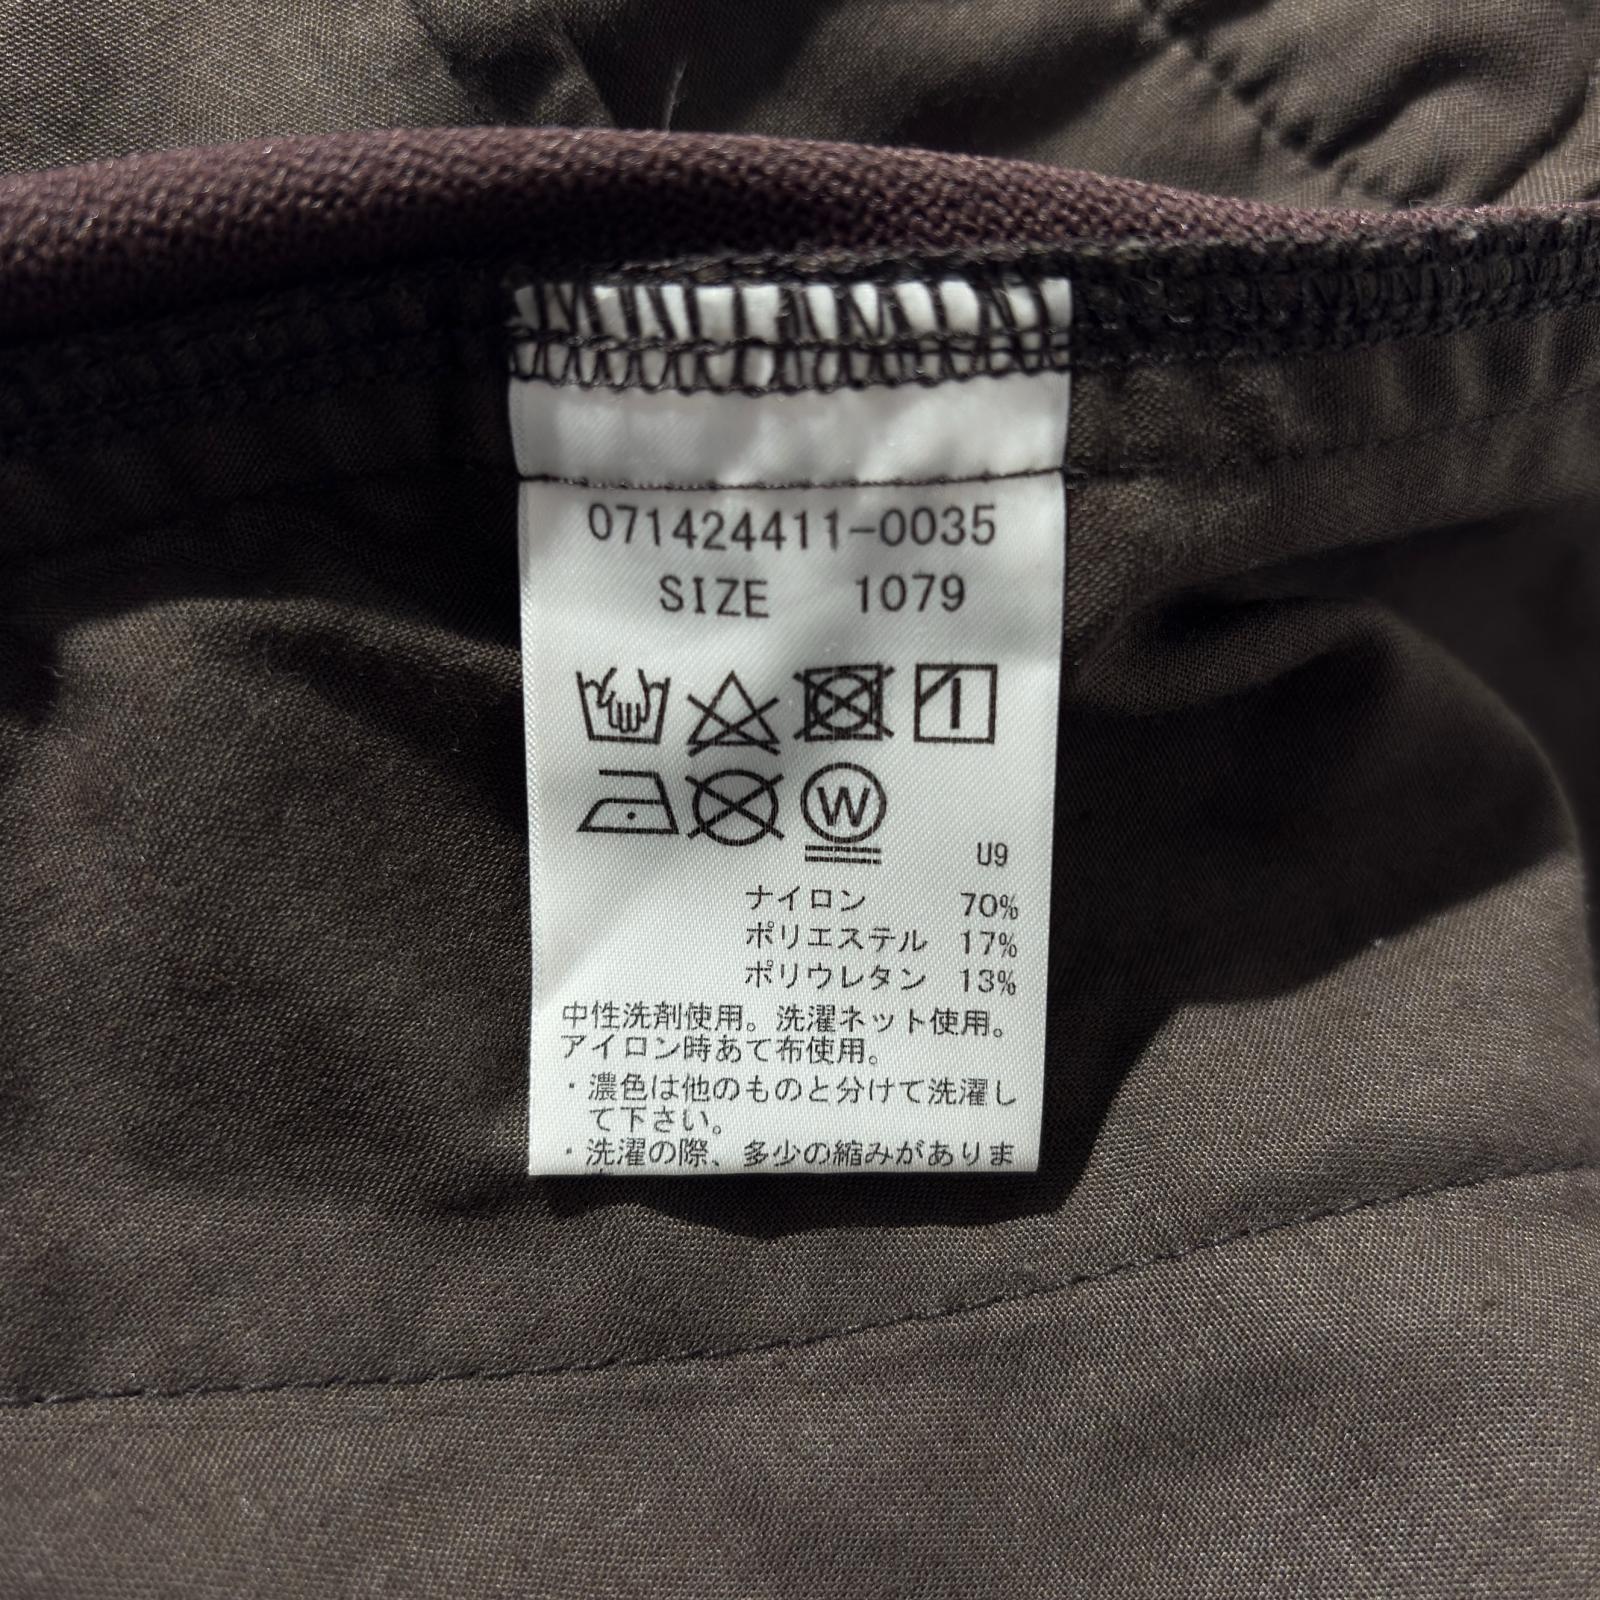 071424411-0035
SIZE 1079
W
U9
ナイロン 70%
ポリエステル 17%
ポリウレタン 13%
中性洗剤使用。洗濯ネット使用。
アイロン時あて布使用。
・濃色は他のものと分けて洗濯し
て下さい。
・洗濯の際、多少の縮みがありま